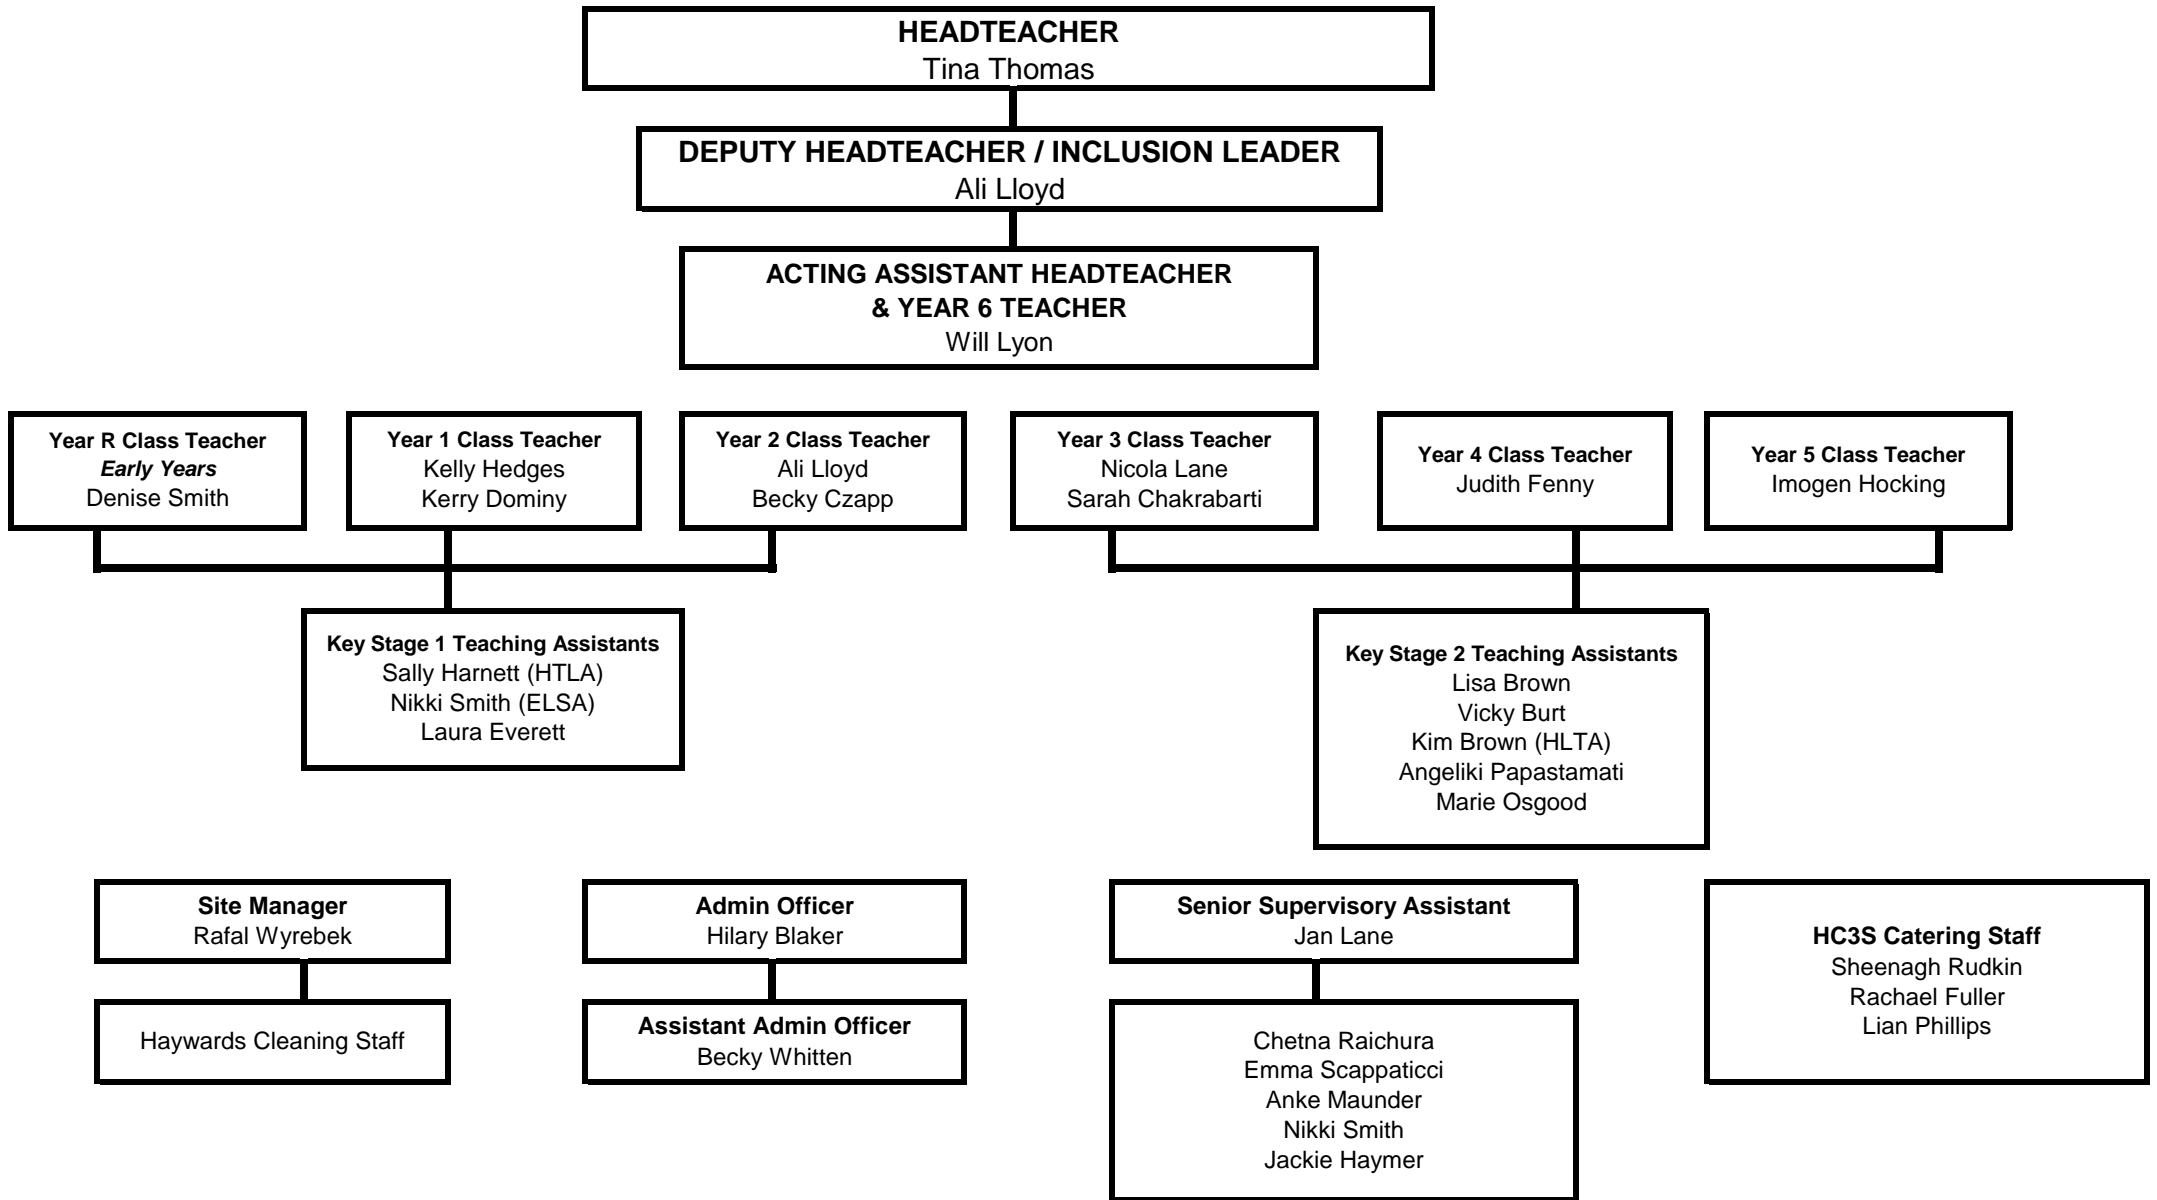 HEADTEACHER
Tina Thomas
DEPUTY HEADTEACHER / INCLUSION LEADER
Ali Lloyd
ACTING ASSISTANT HEADTEACHER
& YEAR 6 TEACHER
Will Lyon
Year R Class Teacher
Early Years
Denise Smith
Year 1 Class Teacher
Kelly Hedges
Kerry Dominy
Year 2 Class Teacher
Ali Lloyd
Becky Czapp
Year 3 Class Teacher
Nicola Lane
Sarah Chakrabarti
Year 4 Class Teacher
Judith Fenny
Year 5 Class Teacher
Imogen Hocking
Key Stage 1 Teaching Assistants
Sally Harnett (HTLA)
Nikki Smith (ELSA)
Laura Everett
Key Stage 2 Teaching Assistants
Lisa Brown
Vicky Burt
Kim Brown (HLTA)
Angeliki Papastamati
Marie Osgood
Site Manager
Rafal Wyrebek
Haywards Cleaning Staff
Admin Officer
Hilary Blaker
Assistant Admin Officer
Becky Whitten
Senior Supervisory Assistant
Jan Lane
Chetna Raichura
Emma Scappaticci
Anke Maunder
Nikki Smith
Jackie Haymer
HC3S Catering Staff
Sheenagh Rudkin
Rachael Fuller
Lian Phillips